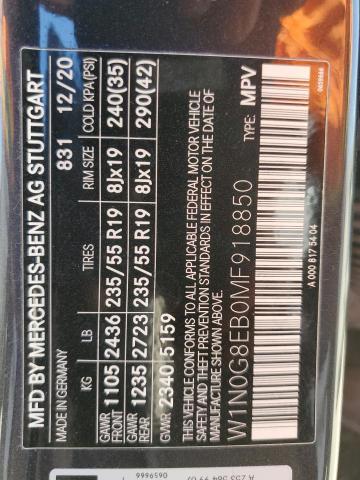 MFD BY MERCEDES-BENZ AG STUTTGART
MADE IN GERMANY 831 12/20
KG LB TIRES RIM SIZE COLD KPA(PSI)
GAWR FRONT 1105 2436 235/55 R19 8Jx19 240(35)
GAWR REAR 1235 2723 235/55 R19 8Jx19 290(42)
GVWR 2340 5159
THIS VEHICLE CONFORMS TO ALL APPLICABLE FEDERAL MOTOR VEHICLE
SAFETY AND THEFT PREVENTION STANDARDS IN EFFECT ON THE DATE OF
MANUFACTURE SHOWN ABOVE.
W1N0G8EB0MF918850 TYPE: MPV
A 000 817 54 04
0659666
0659666